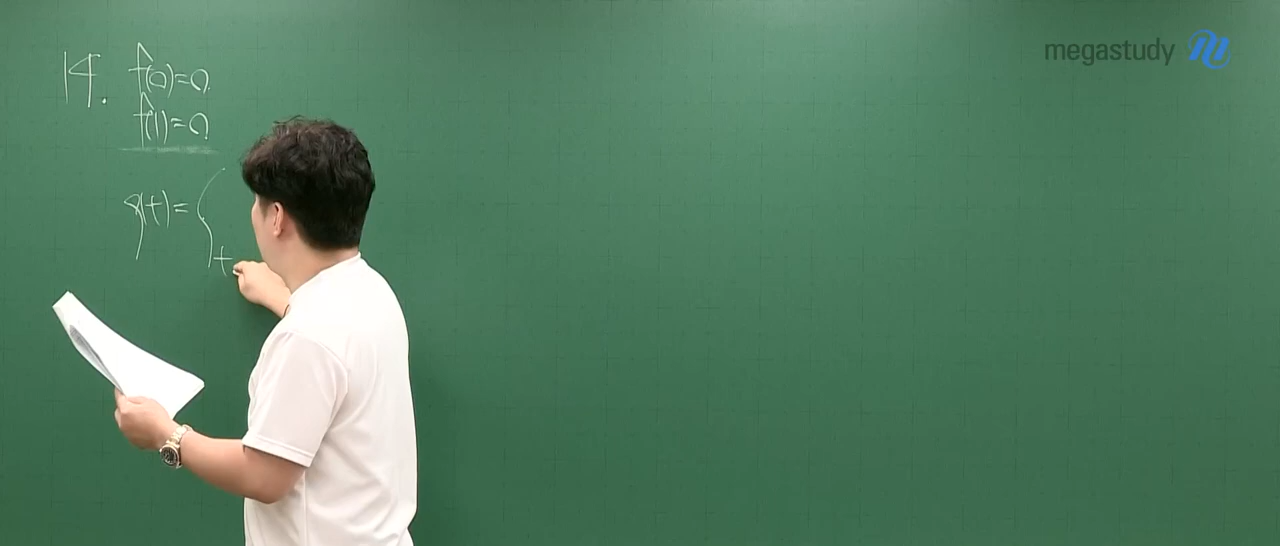 14. f(0)=0
f(1)=0
g(t)= {
t
megastudy